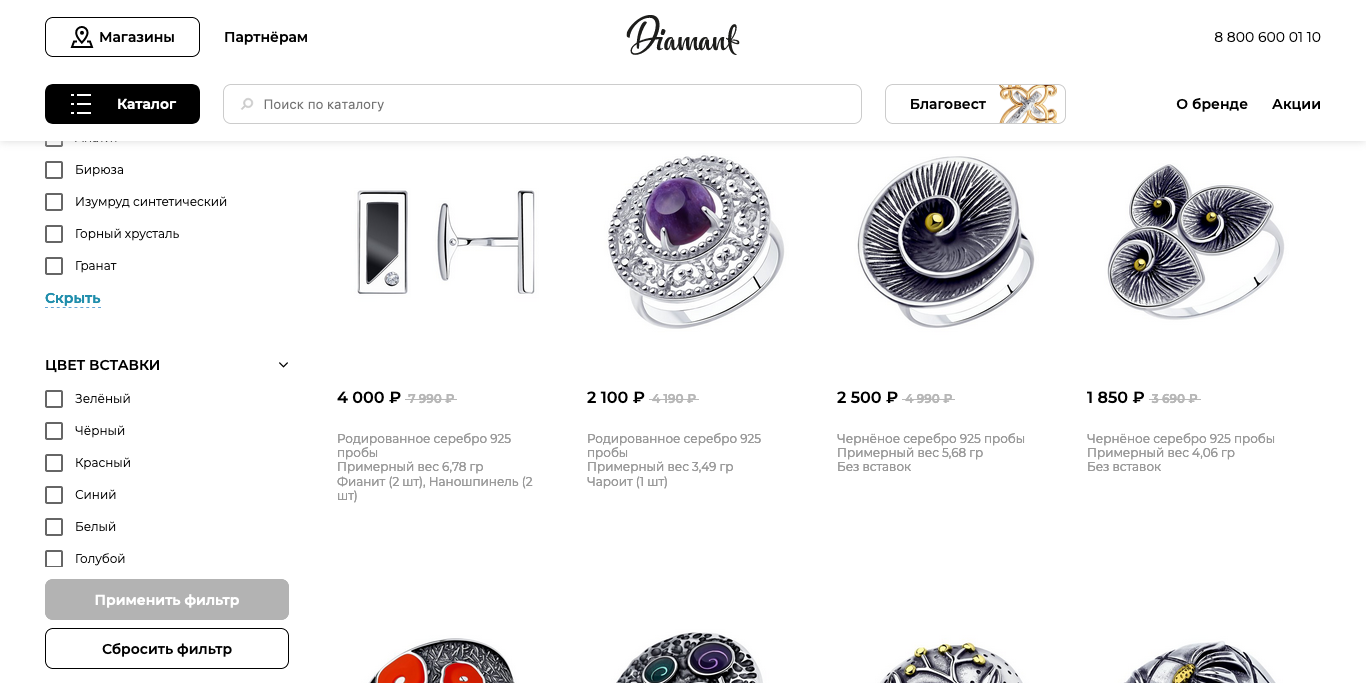 Магазины
Партнёрам
Diamant
8 800 600 01 10
Каталог
Поиск по каталогу
Благовест
О бренде
Акции
Бирюза
Изумруд синтетический
Горный хрусталь
Гранат
Скрыть
ЦВЕТ ВСТАВКИ
Зелёный
Чёрный
Красный
Синий
Белый
Голубой
Применить фильтр
Сбросить фильтр
4 000 ₽ 7 990 ₽
Родированное серебро 925
пробы
Примерный вес 6,78 гр
Фианит (2 шт), Наношпинель (2
шт)
2 100 ₽ 4 190 ₽
Родированное серебро 925
пробы
Примерный вес 3,49 гр
Чароит (1 шт)
2 500 ₽ 4 990 ₽
Чернёное серебро 925 пробы
Примерный вес 5,68 гр
Без вставок
1 850 ₽ 3 690 ₽
Чернёное серебро 925 пробы
Примерный вес 4,06 гр
Без вставок